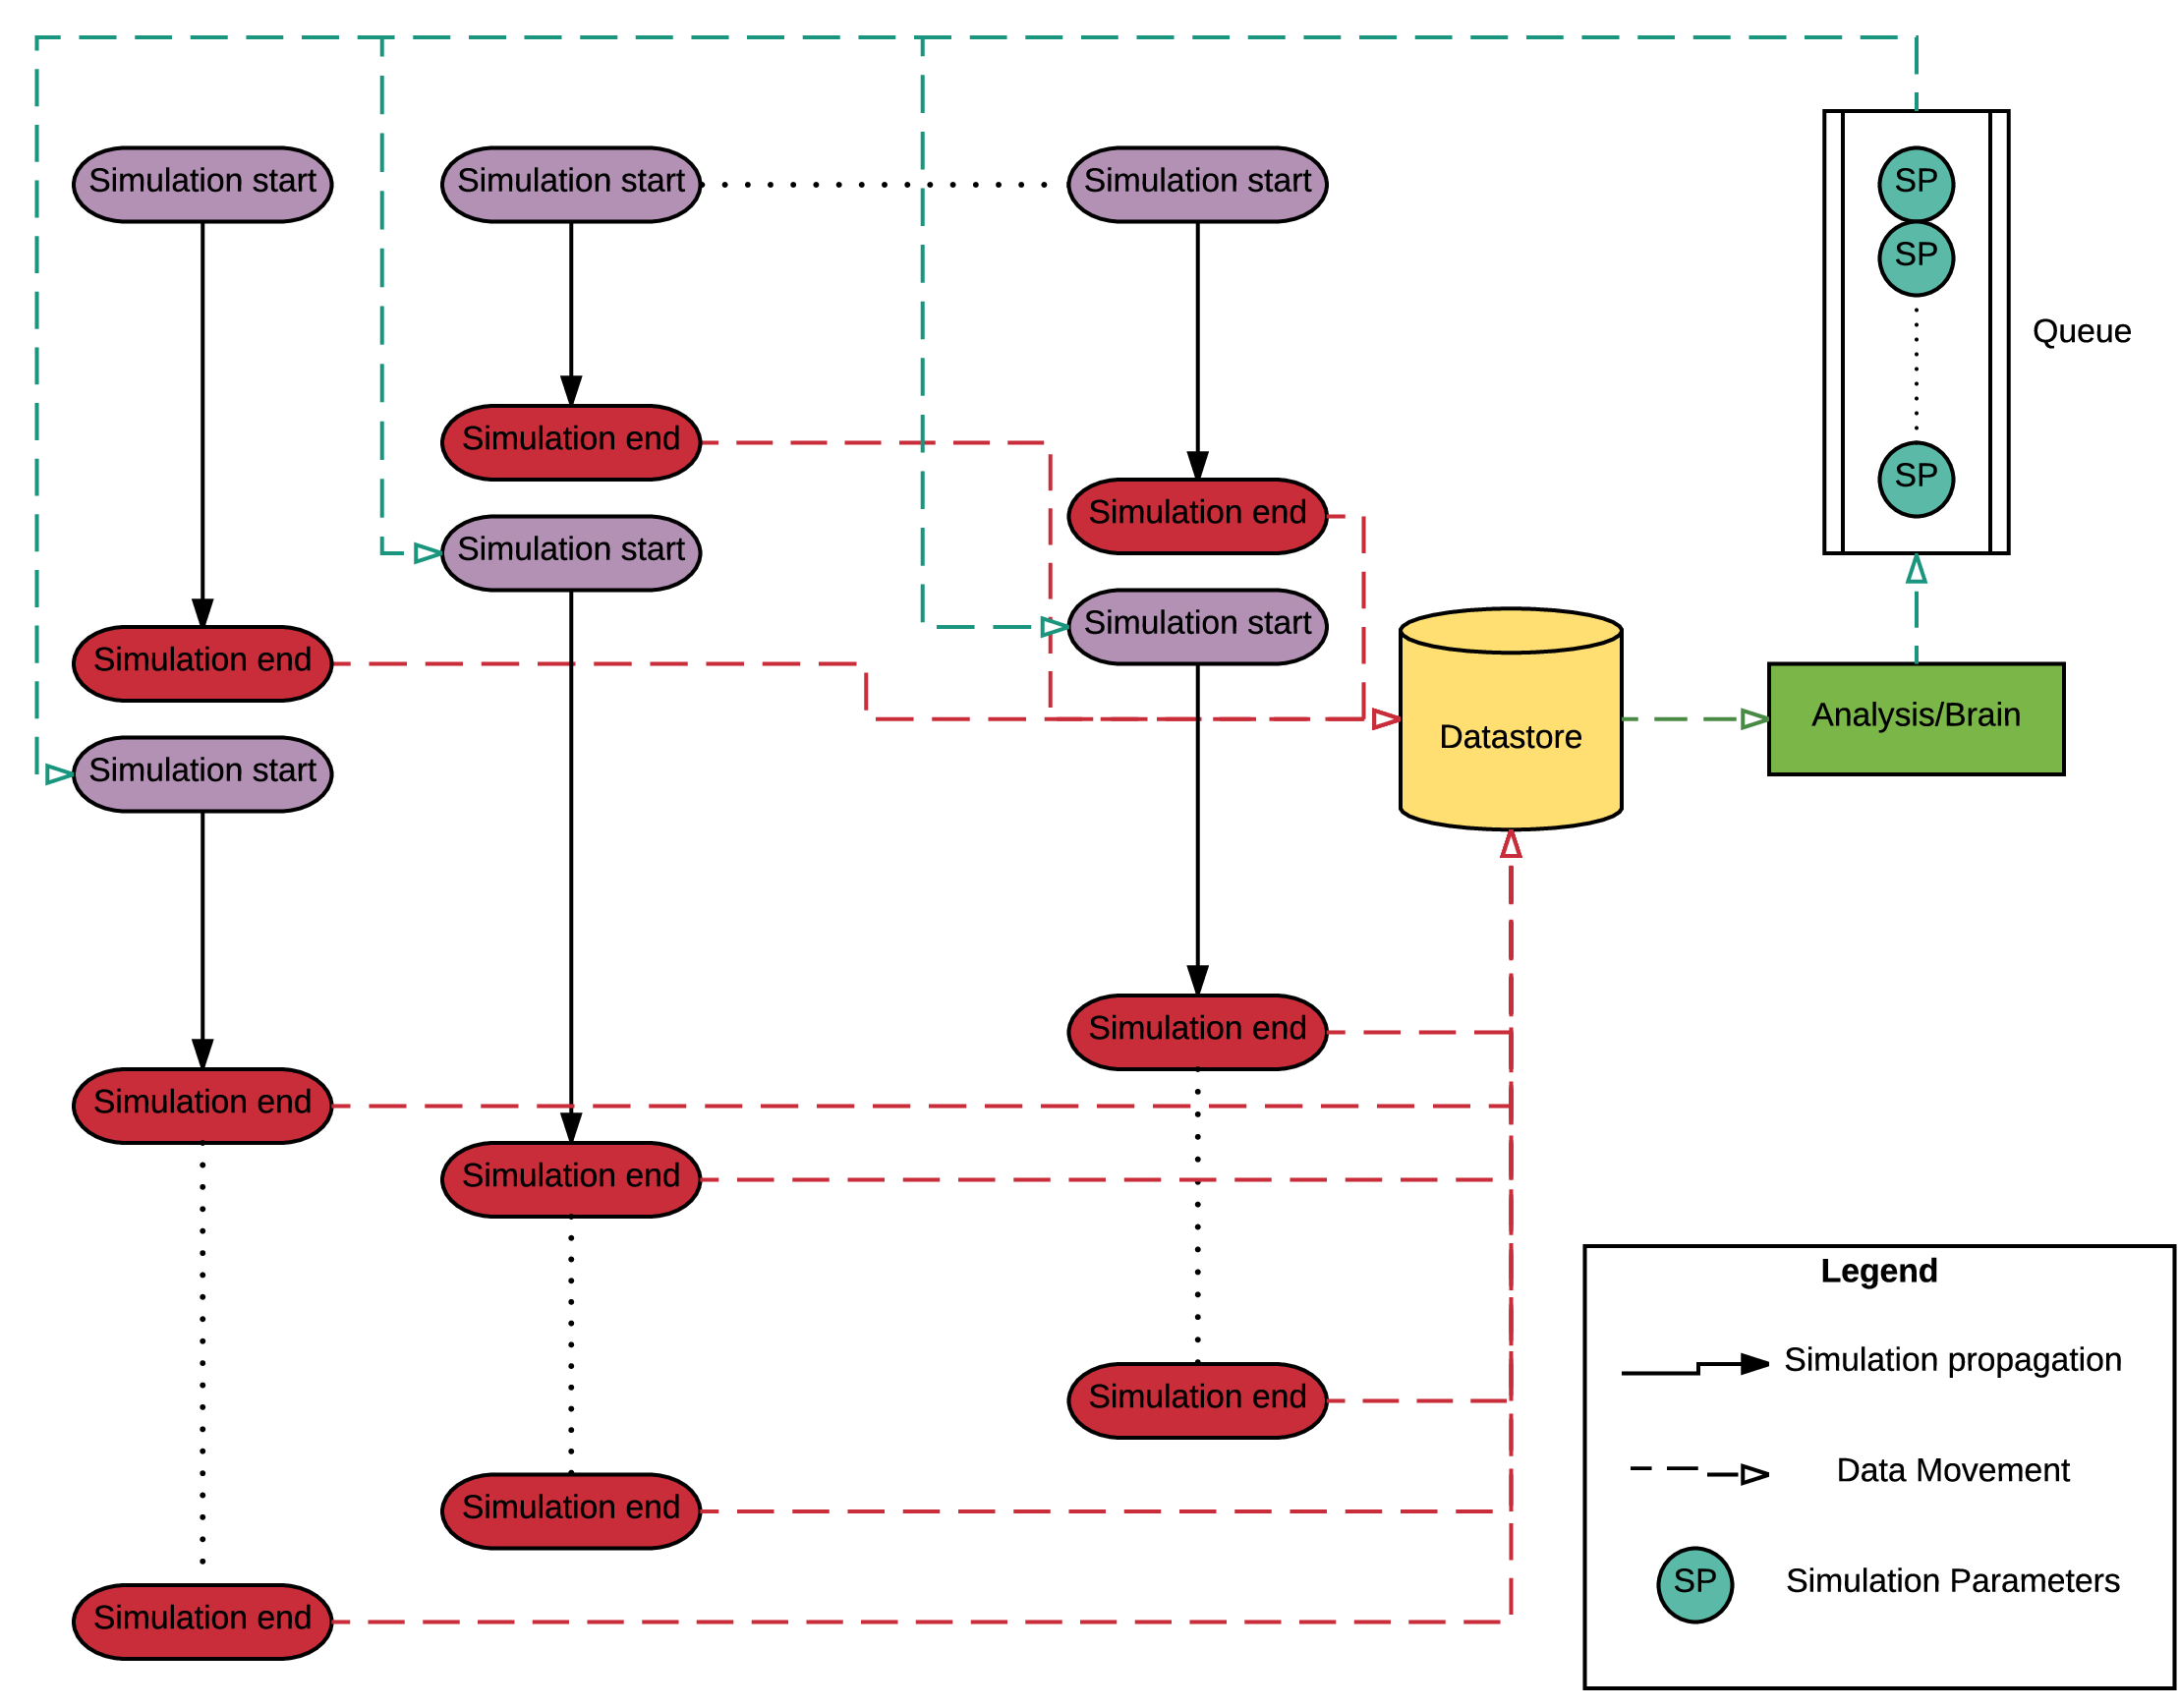 Simulation start
Simulation start
Simulation start
SP
SP
Queue
Simulation end
SP
Simulation end
Simulation start
Simulation start
Simulation end
Datastore
Analysis/Brain
Simulation start
Simulation end
Simulation end
Simulation end
Simulation end
Simulation end
Simulation end
Legend
Simulation propagation
Data Movement
SP
Simulation Parameters